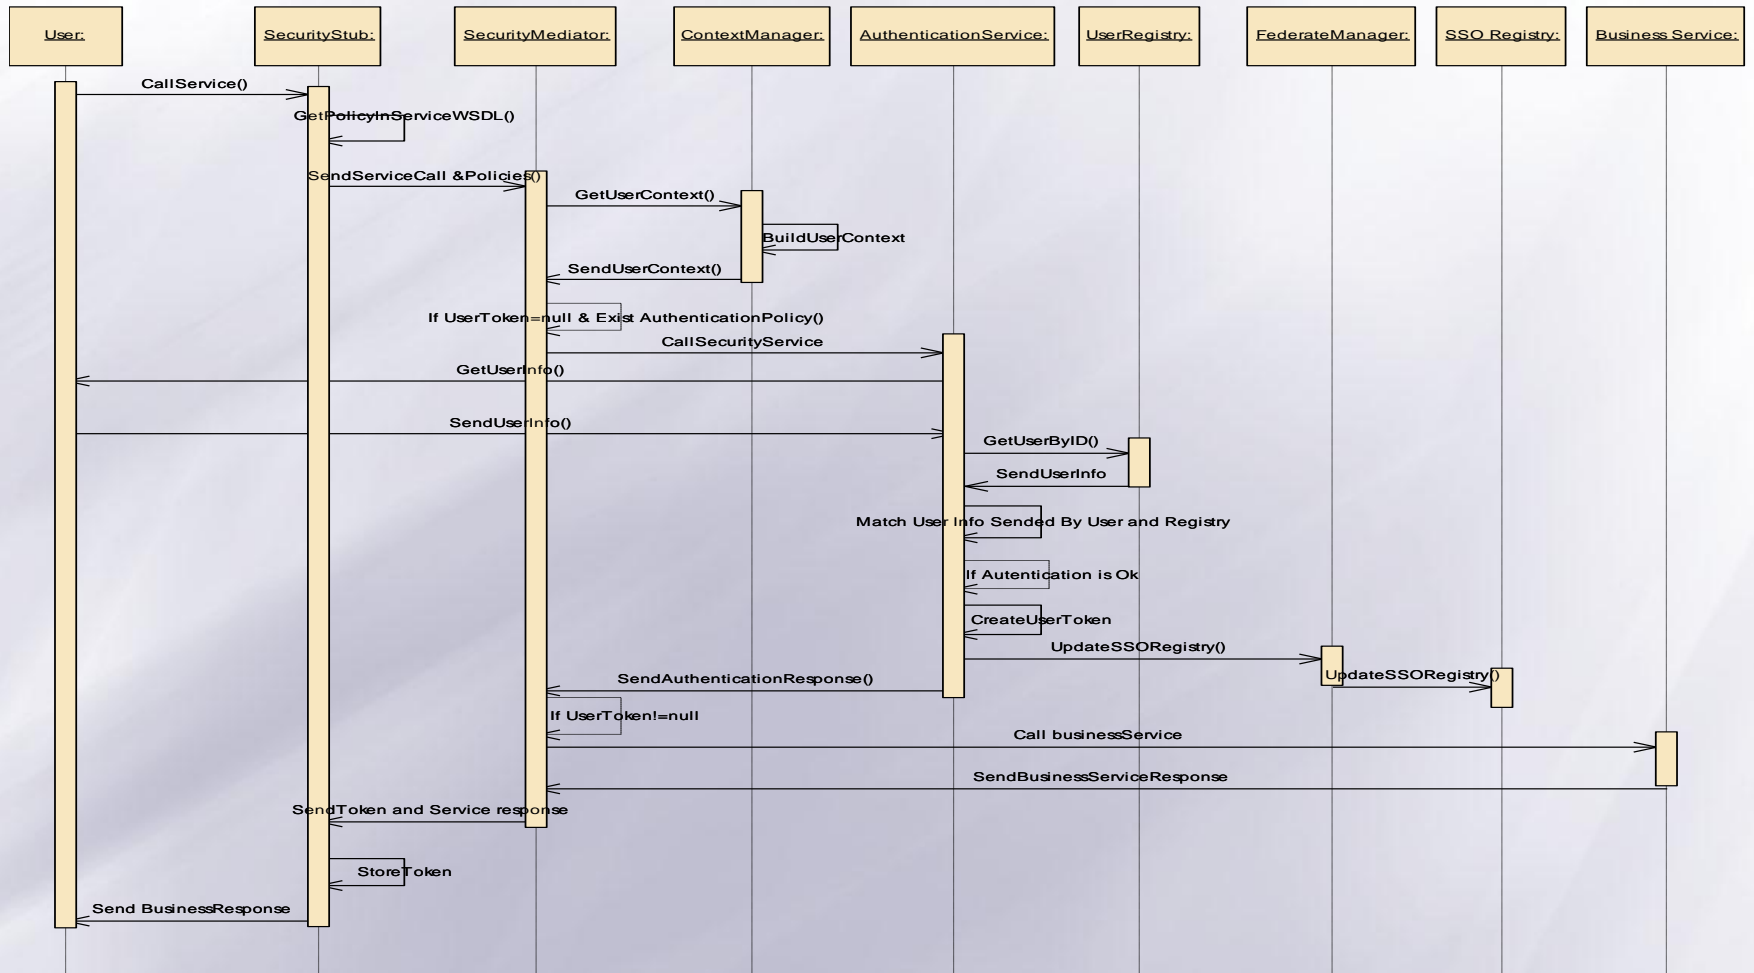 User:
SecurityStub:
SecurityMediator:
ContextManager:
AuthenticationService:
UserRegistry:
FederateManager:
SSO Registry:
Business Service:
CallService()
GetPolicyInServiceWSDL()
SendServiceCall &Policies()
GetUserContext()
BuildUserContext
SendUserContext()
If UserToken=null & Exist AuthenticationPolicy()
CallSecurityService
GetUserInfo()
SendUserInfo()
GetUserByID()
SendUserInfo
Match User Info Sended By User and Registry
If Autentication is Ok
CreateUserToken
UpdateSSORegistry()
UpdateSSORegistry()
SendAuthenticationResponse()
If UserToken!=null
Call businessService
SendBusinessServiceResponse
SendToken and Service response
StoreToken
Send BusinessResponse